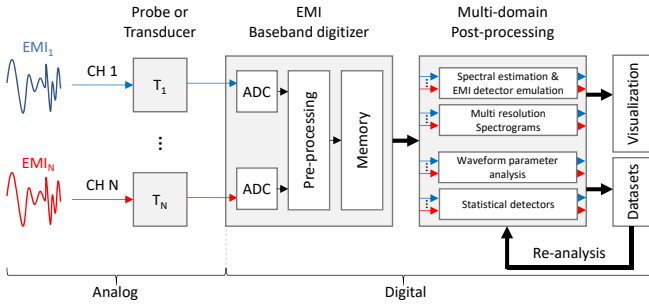 Probe or
Transducer
EMI
Baseband digitizer
Multi-domain
Post-processing
EMI₁
CH 1
T₁
ADC
Pre-processing
Memory
Spectral estimation &
EMI detector emulation
Multi resolution
Spectrograms
Visualization
...
EMI_N
CH N
T_N
ADC
Waveform parameter
analysis
Statistical detectors
Datasets
Re-analysis
Analog
Digital